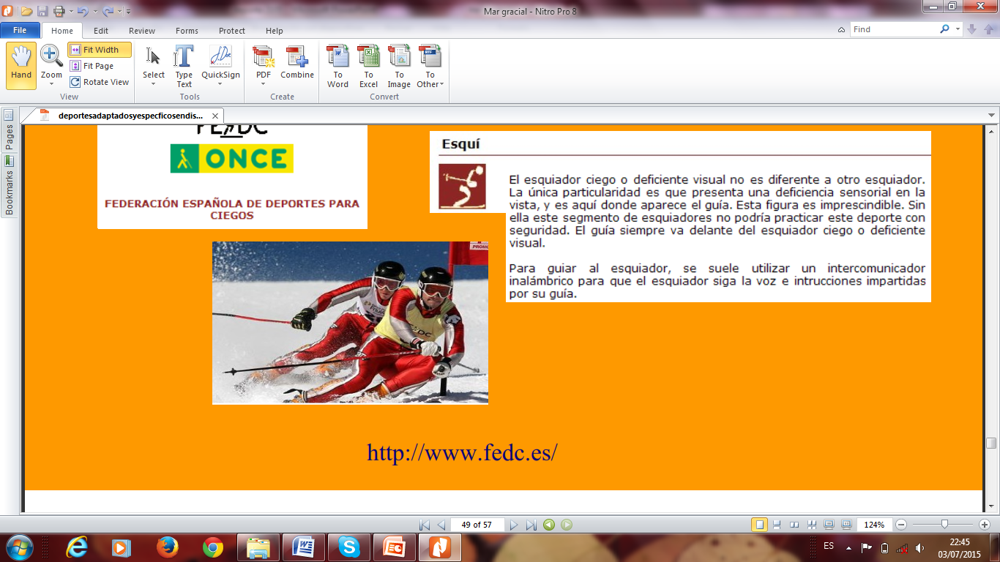 Mar gracial - Nitro Pro 8
File Home Edit Review Forms Protect Help
Find
Hand
Zoom
Fit Width
Fit Page
Rotate View
View
Select
Type
Text
QuickSign
Tools
PDF
Combine
Create
To
Word
To
Excel
To
Image
To
Other
Convert
deportesadaptadosyespecficosendis...
Pages
Bookmarks
FEDC
ONCE
FEDERACIÓN ESPAÑOLA DE DEPORTES PARA
CIEGOS
Esquí
El esquiador ciego o deficiente visual no es diferente a otro esquiador.
La única particularidad es que presenta una deficiencia sensorial en la
vista, y es aquí donde aparece el guía. Esta figura es imprescindible. Sin
ella este segmento de esquiadores no podría practicar este deporte con
seguridad. El guía siempre va delante del esquiador ciego o deficiente
visual.
Para guiar al esquiador, se suele utilizar un intercomunicador
inalámbrico para que el esquiador siga la voz e intrucciones impartidas
por su guía.
PROMO
http://www.fedc.es/
49 of 57
124%
ES
22:45
03/07/2015